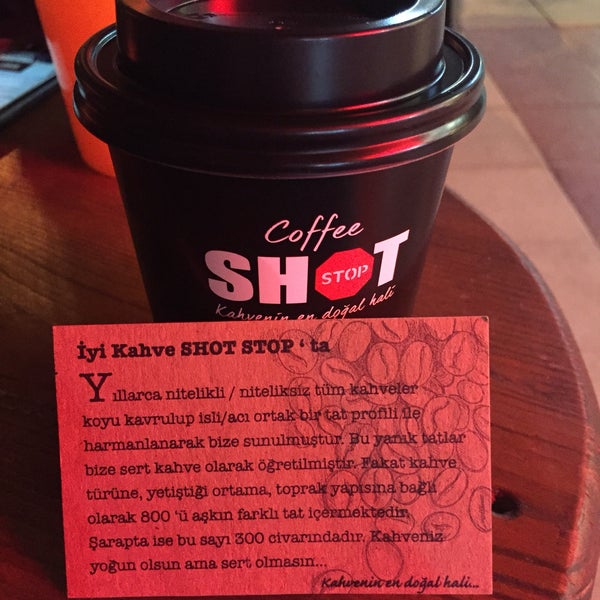 Coffee
SHOT
STOP
Kahvenin en doğal hali
İyi Kahve SHOT STOP ‘ ta
Yıllarca nitelikli / niteliksiz tüm kahveler
koyu kavrulup isli/acı ortak bir tat profili ile
harmanlanarak bize sunulmuştur. Bu yanık tatlar
bize sert kahve olarak öğretilmiştir. Fakat kahve
türüne, yetiştiği ortama, toprak yapısına bağlı
olarak 800 ‘ü aşkın farklı tat içermektedir.
Şarapta ise bu sayı 300 civarındadır. Kahveniz
yoğun olsun ama sert olmasın...
Kahvenin en doğal hali...